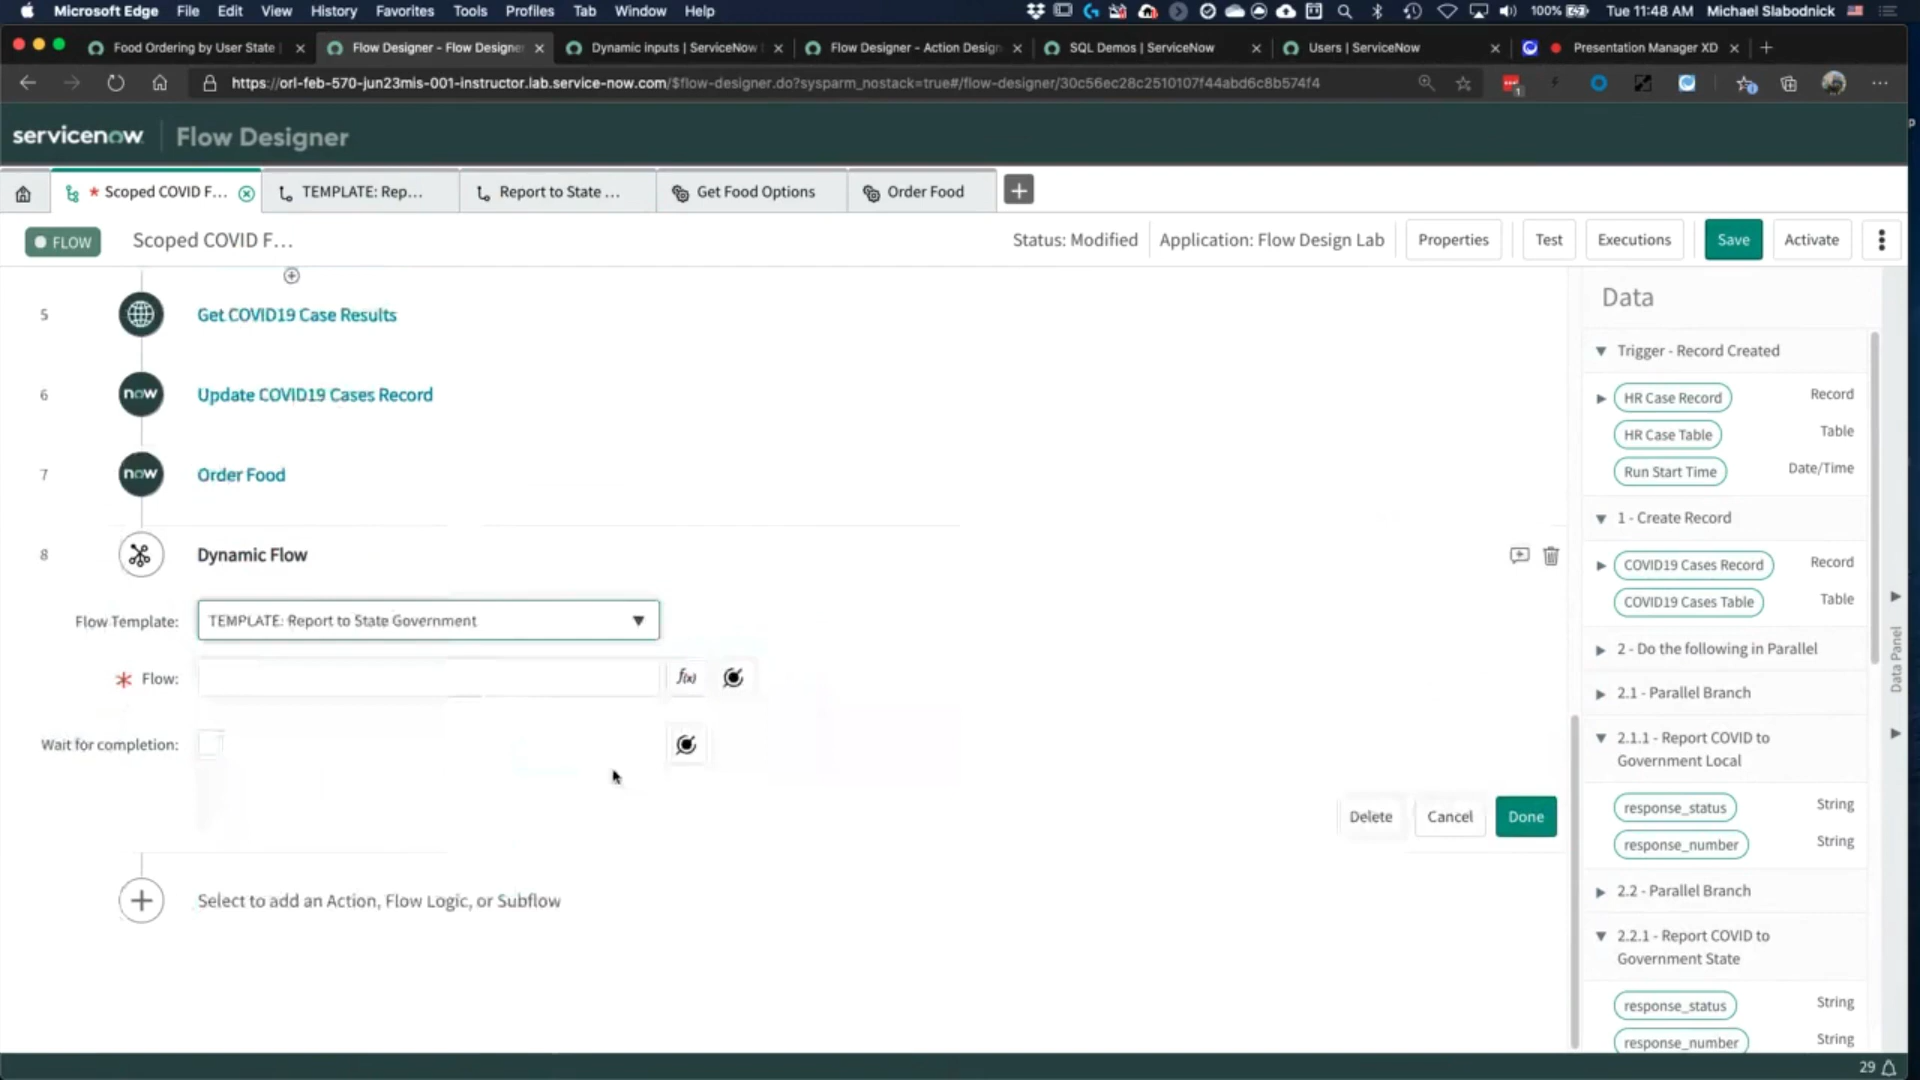 Microsoft Edge File Edit View History Favorites Tools Profiles Tab Window Help 100% Tue 11:48 AM Michael Slabodnick
Food Ordering by User State Flow Designer - Flow Designer Dynamic inputs | ServiceNow Flow Designer - Action Design SQL Demos | ServiceNow Users | ServiceNow Presentation Manager XD
https://orl-feb-570-jun23mis-001-instructor.lab.service-now.com/$flow-designer.do?sysparm_nostack=true#/flow-designer/30c56ec28c2510107f44abd6c8b574f4 1
servicenow Flow Designer
* Scoped COVID F... TEMPLATE: Rep... Report to State ... Get Food Options Order Food
FLOW Scoped COVID F... Status: Modified Application: Flow Design Lab Properties Test Executions Save Activate
5 Get COVID19 Case Results
6 now Update COVID19 Cases Record
7 now Order Food
8 Dynamic Flow
Flow Template: TEMPLATE: Report to State Government
* Flow: f(x)
Wait for completion:
Delete Cancel Done
Select to add an Action, Flow Logic, or Subflow
Data
Trigger - Record Created
HR Case Record Record
HR Case Table Table
Run Start Time Date/Time
1 - Create Record
COVID19 Cases Record Record
COVID19 Cases Table Table
2 - Do the following in Parallel
2.1 - Parallel Branch
2.1.1 - Report COVID to
Government Local
response_status String
response_number String
2.2 - Parallel Branch
2.2.1 - Report COVID to
Government State
response_status String
response_number String
Data Panel
29